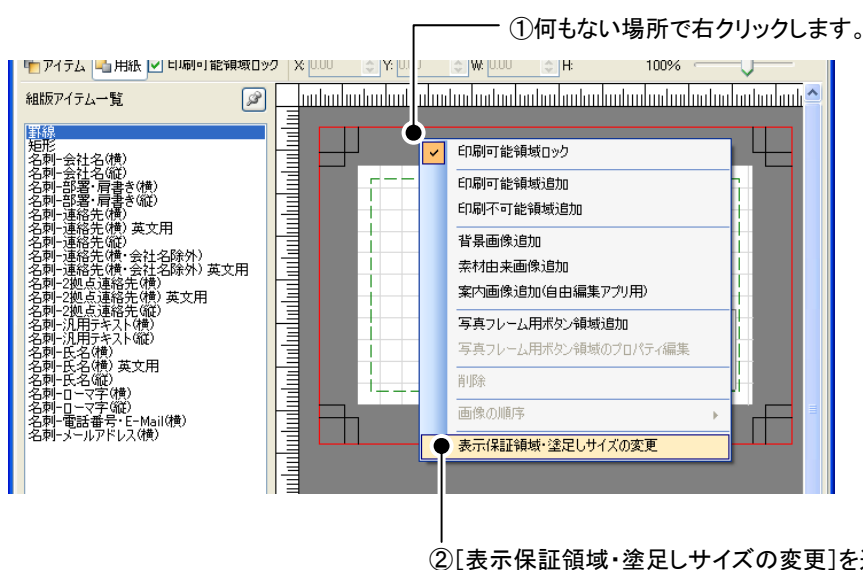 ①何もない場所で右クリックします。
アイテム 用紙 印刷可能領域ロック X: 0.00 Y: 0.00 W: 0.00 H: 100%
組版アイテム一覧
罫線
矩形
名刺-会社名(横)
名刺-会社名(縦)
名刺-部署・肩書き(横)
名刺-部署・肩書き(縦)
名刺-連絡先(横)
名刺-連絡先(横) 英文用
名刺-連絡先(縦)
名刺-連絡先(横・会社名除外)
名刺-連絡先(横・会社名除外) 英文用
名刺-2拠点連絡先(横)
名刺-2拠点連絡先(横) 英文用
名刺-2拠点連絡先(縦)
名刺-汎用テキスト(横)
名刺-汎用テキスト(縦)
名刺-氏名(横)
名刺-氏名(横) 英文用
名刺-氏名(縦)
名刺-ローマ字(横)
名刺-ローマ字(縦)
名刺-電話番号・E-Mail(横)
名刺-メールアドレス(横)
印刷可能領域ロック
印刷可能領域追加
印刷不可能領域追加
背景画像追加
素材由来画像追加
案内画像追加(自由編集アプリ用)
写真フレーム用ボタン領域追加
写真フレーム用ボタン領域のプロパティ編集
削除
画像の順序
表示保証領域・塗足しサイズの変更
②[表示保証領域・塗足しサイズの変更]を